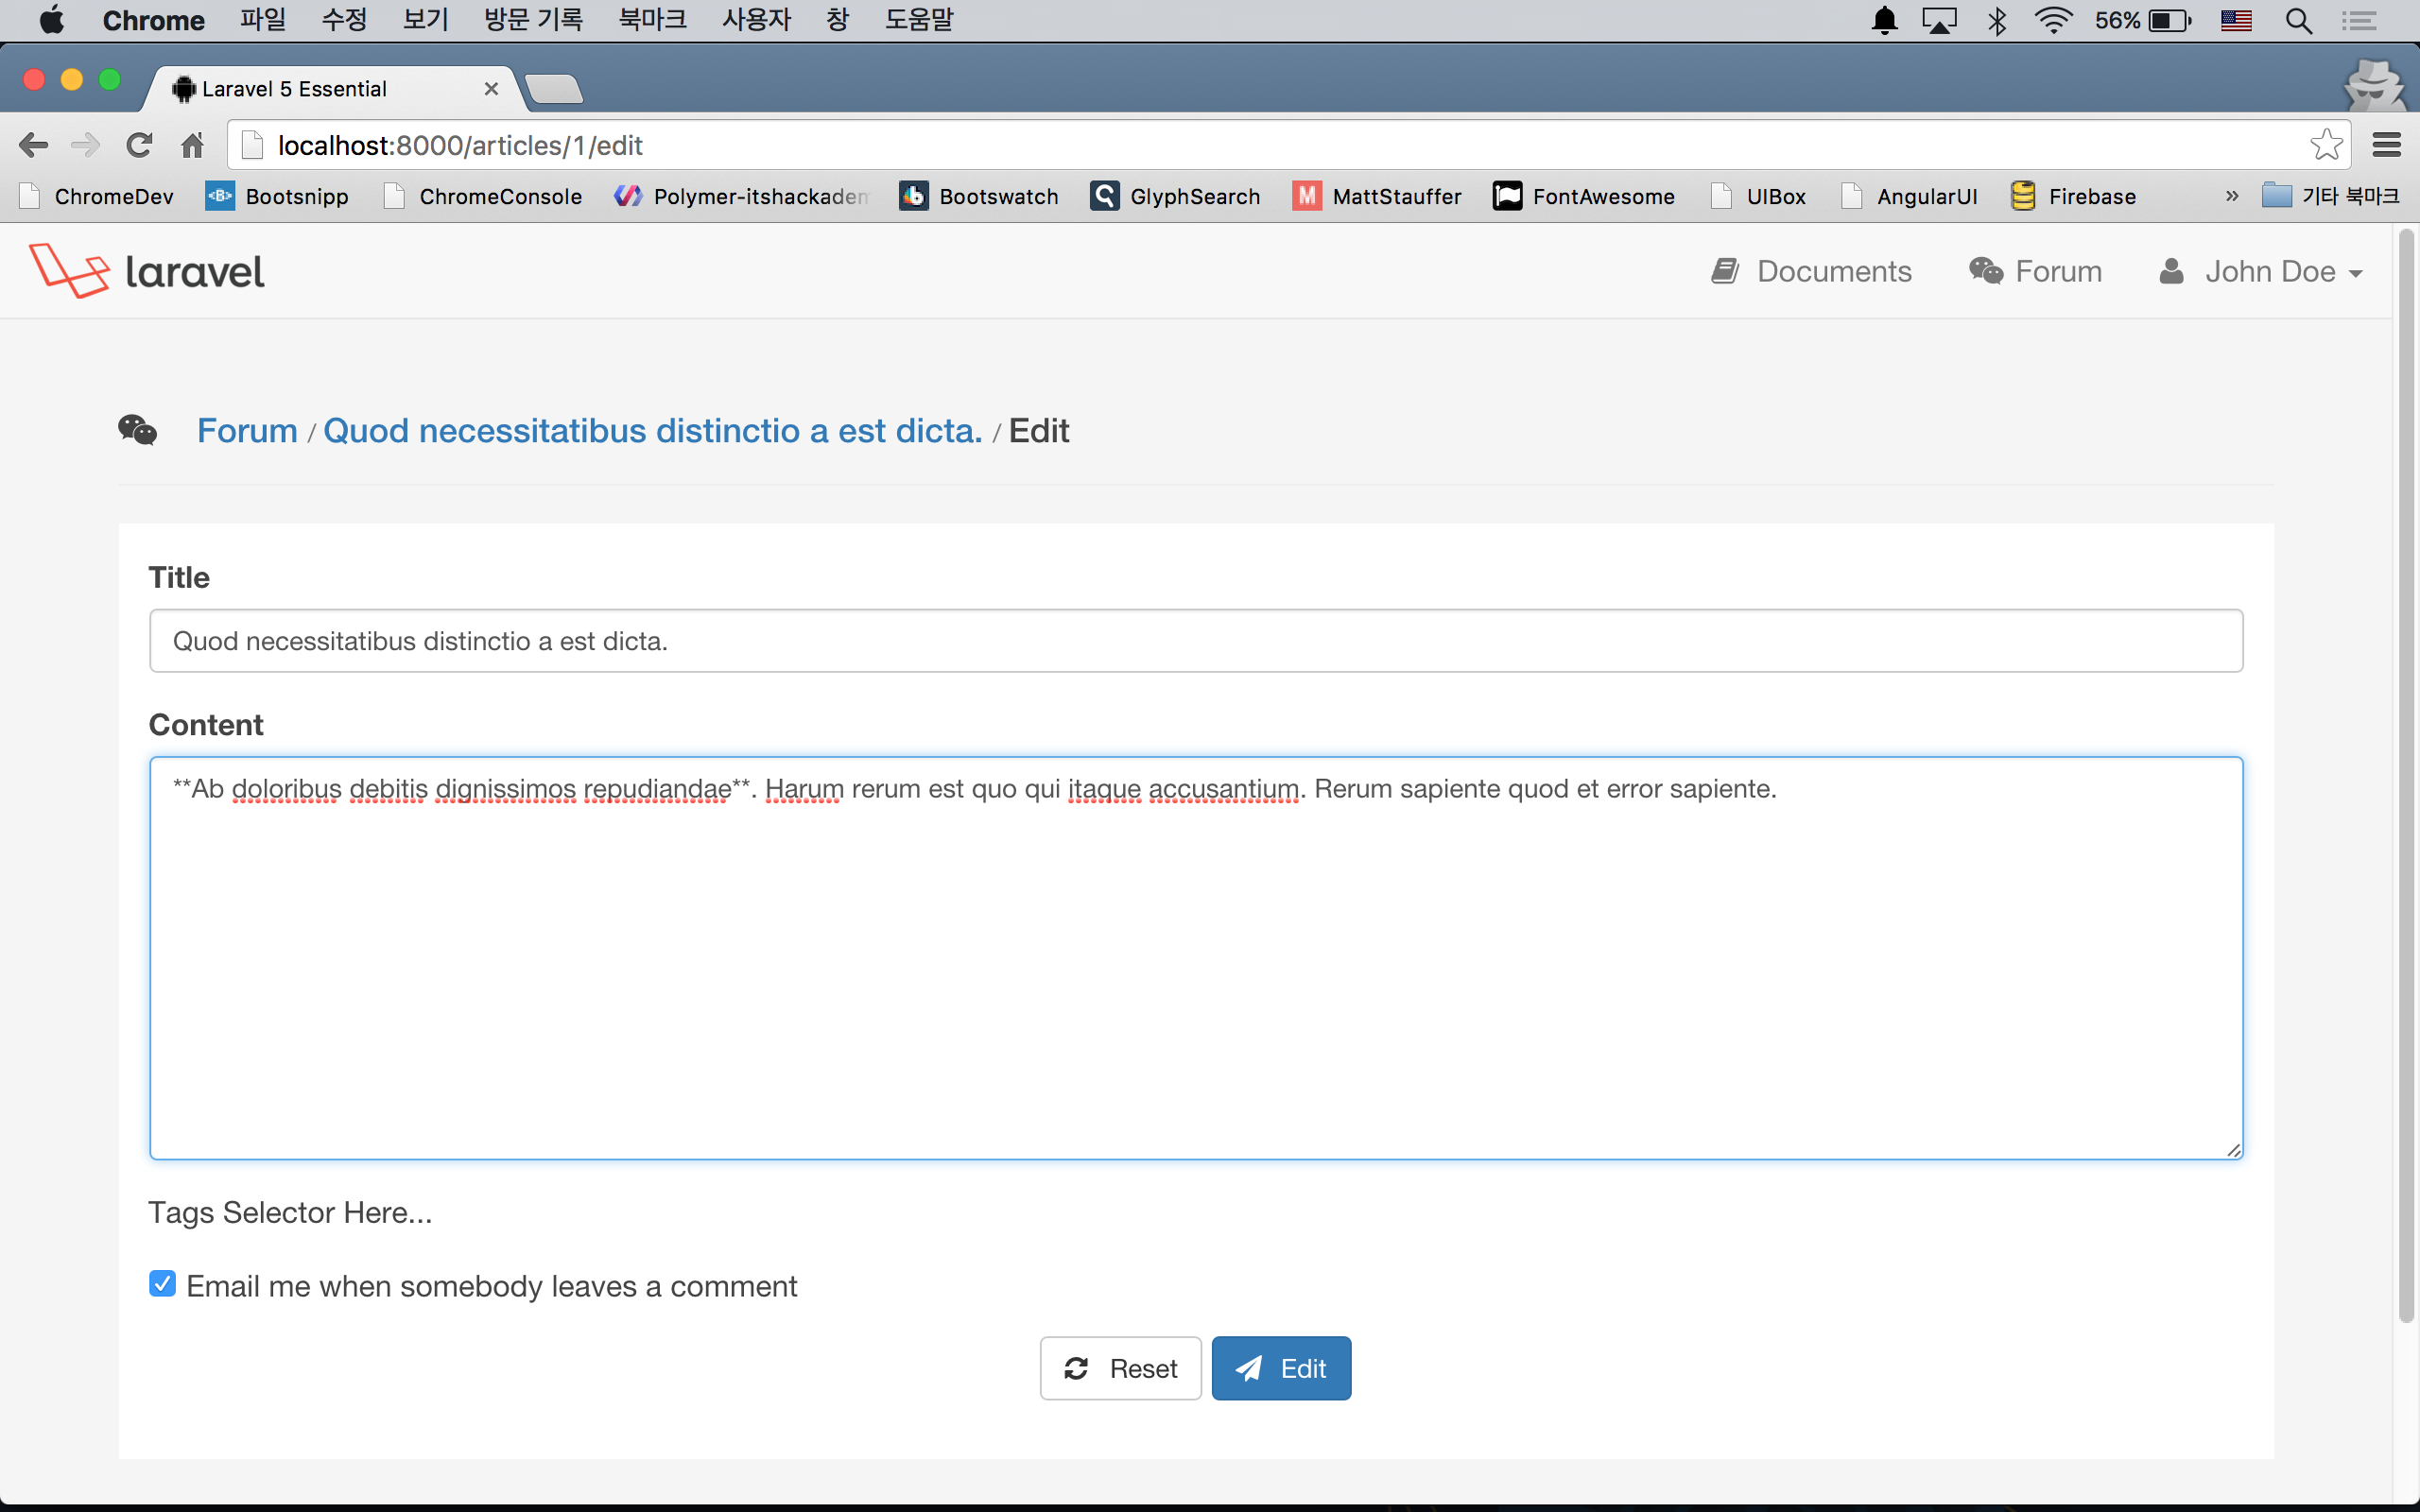 Chrome 파일 수정 보기 방문 기록 북마크 사용자 창 도움말 56%
Laravel 5 Essential
localhost:8000/articles/1/edit
ChromeDev Bootsnipp ChromeConsole Polymer-itshackadem Bootswatch GlyphSearch MattStauffer FontAwesome UIBox AngularUI Firebase » 기타 북마크
laravel Documents Forum John Doe
Forum / Quod necessitatibus distinctio a est dicta. / Edit
Title
Quod necessitatibus distinctio a est dicta.
Content
**Ab doloribus debitis dignissimos repudiandae**. Harum rerum est quo qui itaque accusantium. Rerum sapiente quod et error sapiente.
Tags Selector Here...
Email me when somebody leaves a comment
Reset Edit